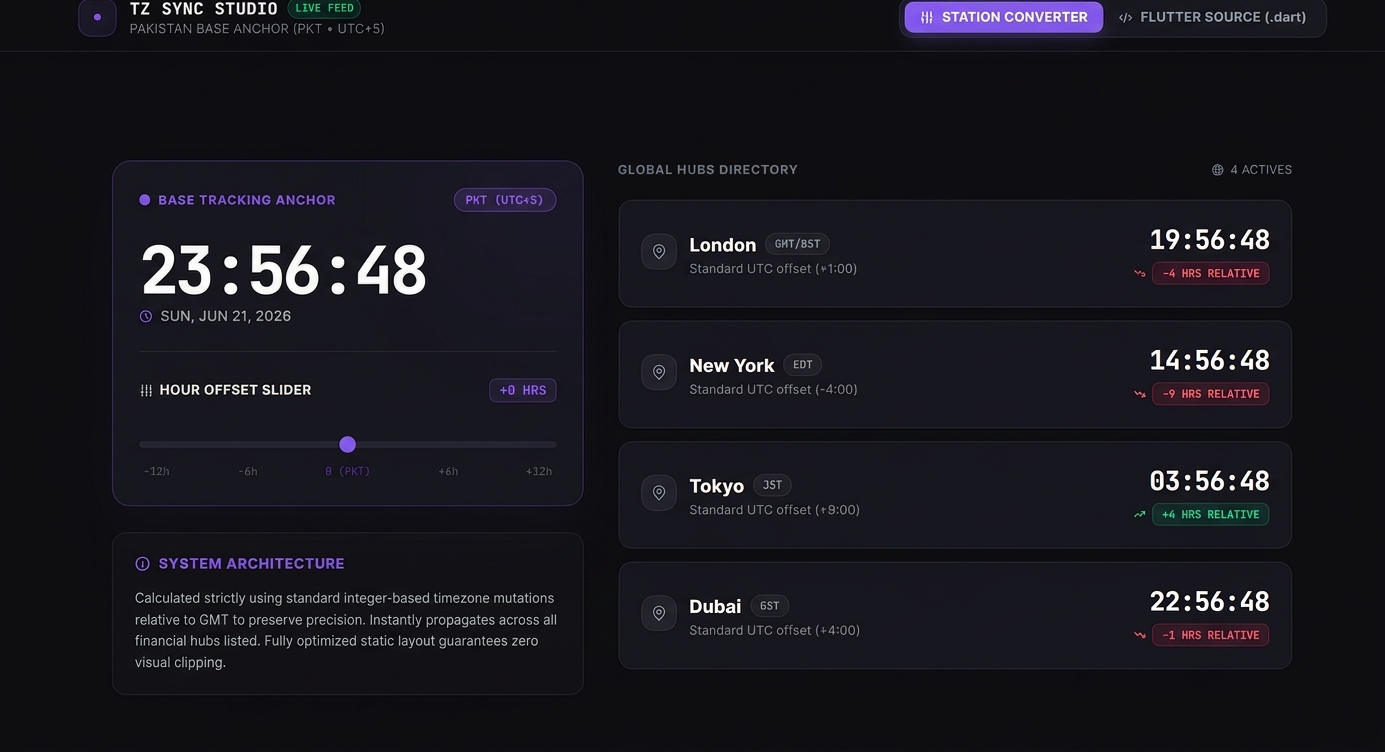 TZ SYNC STUDIO LIVE FEED
PAKISTAN BASE ANCHOR (PKT • UTC+5)
STATION CONVERTER
</> FLUTTER SOURCE (.dart)
BASE TRACKING ANCHOR
PKT (UTC+5)
23:56:48
SUN, JUN 21, 2026
HOUR OFFSET SLIDER
+0 HRS
-12h -6h 0 (PKT) +6h +12h
SYSTEM ARCHITECTURE
Calculated strictly using standard integer-based timezone mutations
relative to GMT to preserve precision. Instantly propagates across all
financial hubs listed. Fully optimized static layout guarantees zero
visual clipping.
GLOBAL HUBS DIRECTORY
4 ACTIVES
London GMT/BST
Standard UTC offset (+1:00)
19:56:48
-4 HRS RELATIVE
New York EDT
Standard UTC offset (-4:00)
14:56:48
-9 HRS RELATIVE
Tokyo JST
Standard UTC offset (+9:00)
03:56:48
+4 HRS RELATIVE
Dubai GST
Standard UTC offset (+4:00)
22:56:48
-1 HRS RELATIVE